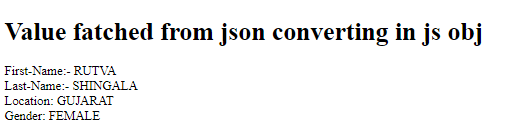 Value fatched from json converting in js obj
First-Name:- RUTVA
Last-Name:- SHINGALA
Location: GUJARAT
Gender: FEMALE